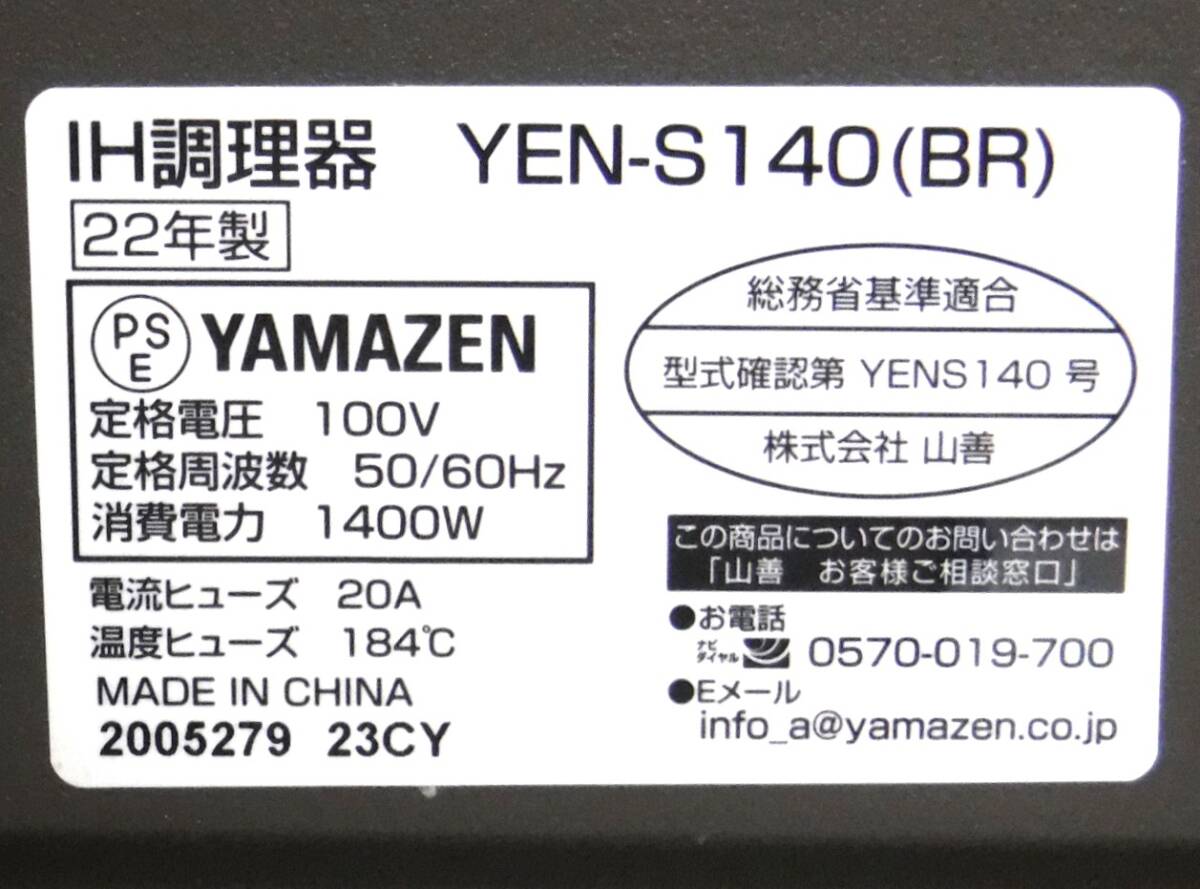 IH調理器 YEN-S140(BR)
22年製
PSE YAMAZEN
定格電圧 100V
定格周波数 50/60Hz
消費電力 1400W
電流ヒューズ 20A
温度ヒューズ 184℃
MADE IN CHINA
2005279 23CY
総務省基準適合
型式確認第 YENS140 号
株式会社 山善
この商品についてのお問い合わせは
「山善 お客様ご相談窓口」
●お電話
ナビダイヤル 0570-019-700
●Eメール
info_a@yamazen.co.jp